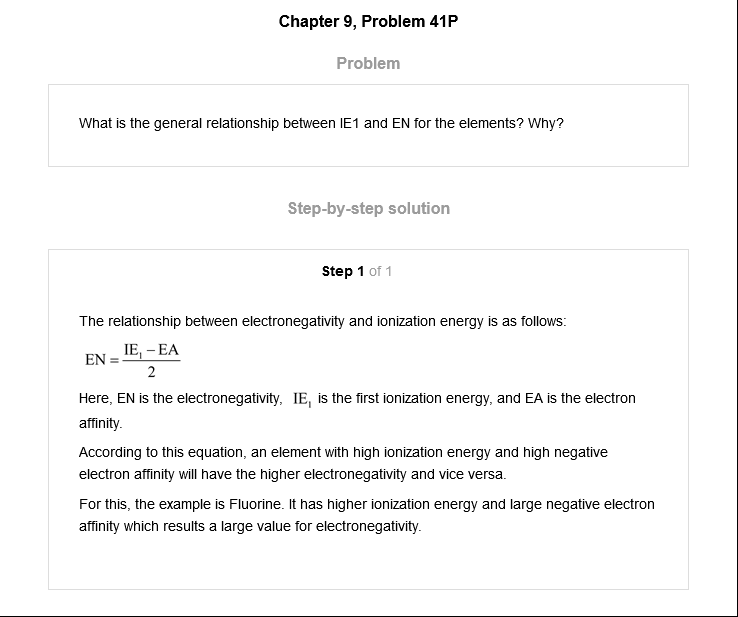 Chapter 9, Problem 41P
Problem
What is the general relationship between IE1 and EN for the elements? Why?
Step-by-step solution
Step 1 of 1
The relationship between electronegativity and ionization energy is as follows:
EN = (IE₁ − EA) / 2
Here, EN is the electronegativity, IE₁ is the first ionization energy, and EA is the electron
affinity.
According to this equation, an element with high ionization energy and high negative
electron affinity will have the higher electronegativity and vice versa.
For this, the example is Fluorine. It has higher ionization energy and large negative electron
affinity which results a large value for electronegativity.